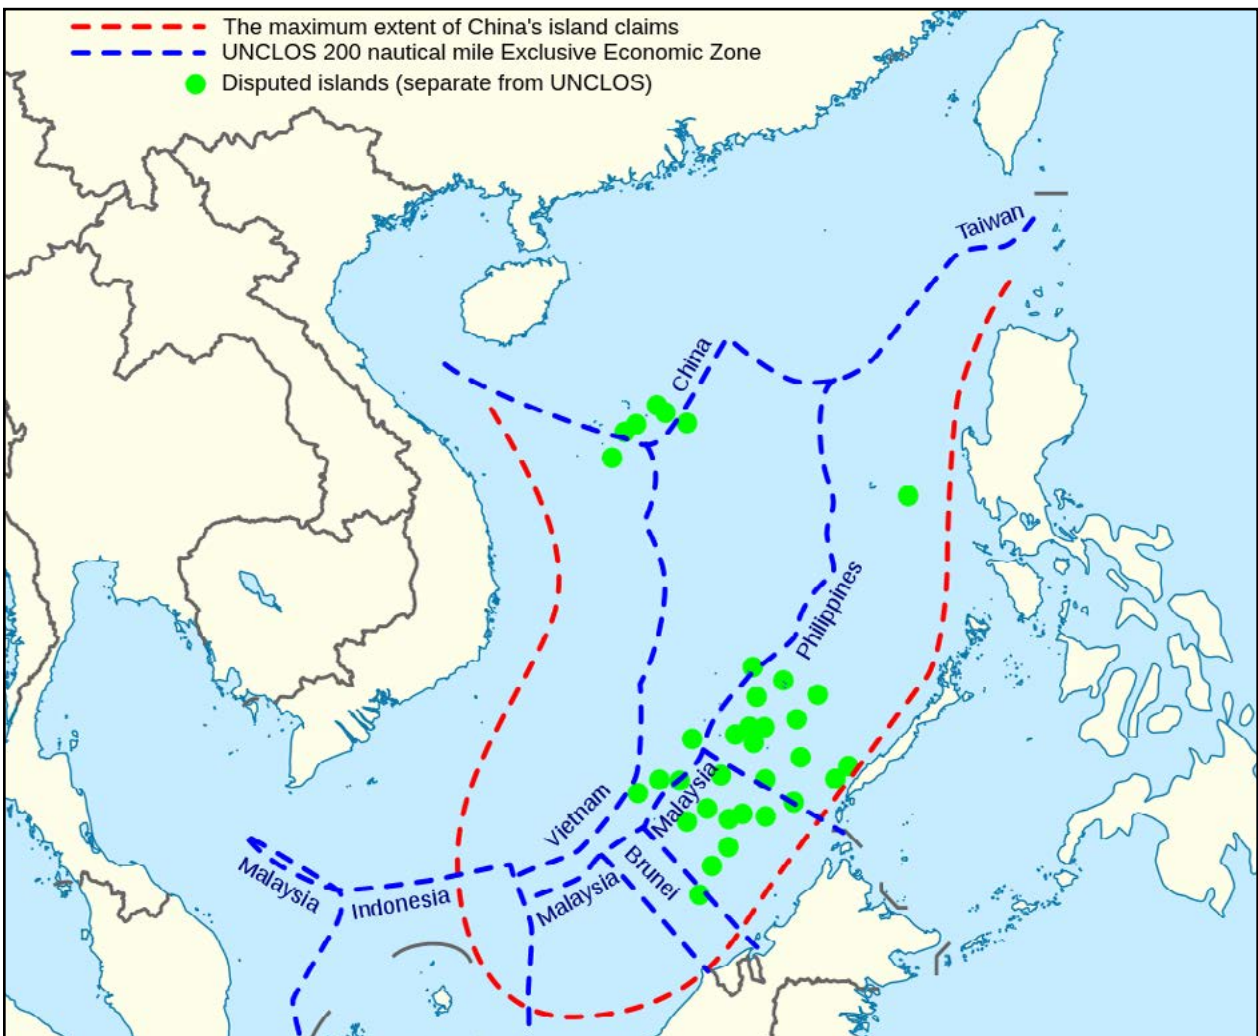 The maximum extent of China's island claims
UNCLOS 200 nautical mile Exclusive Economic Zone
Disputed islands (separate from UNCLOS)
Taiwan
China
Philippines
Malaysia
Vietnam
Brunei
Malaysia
Malaysia
Indonesia